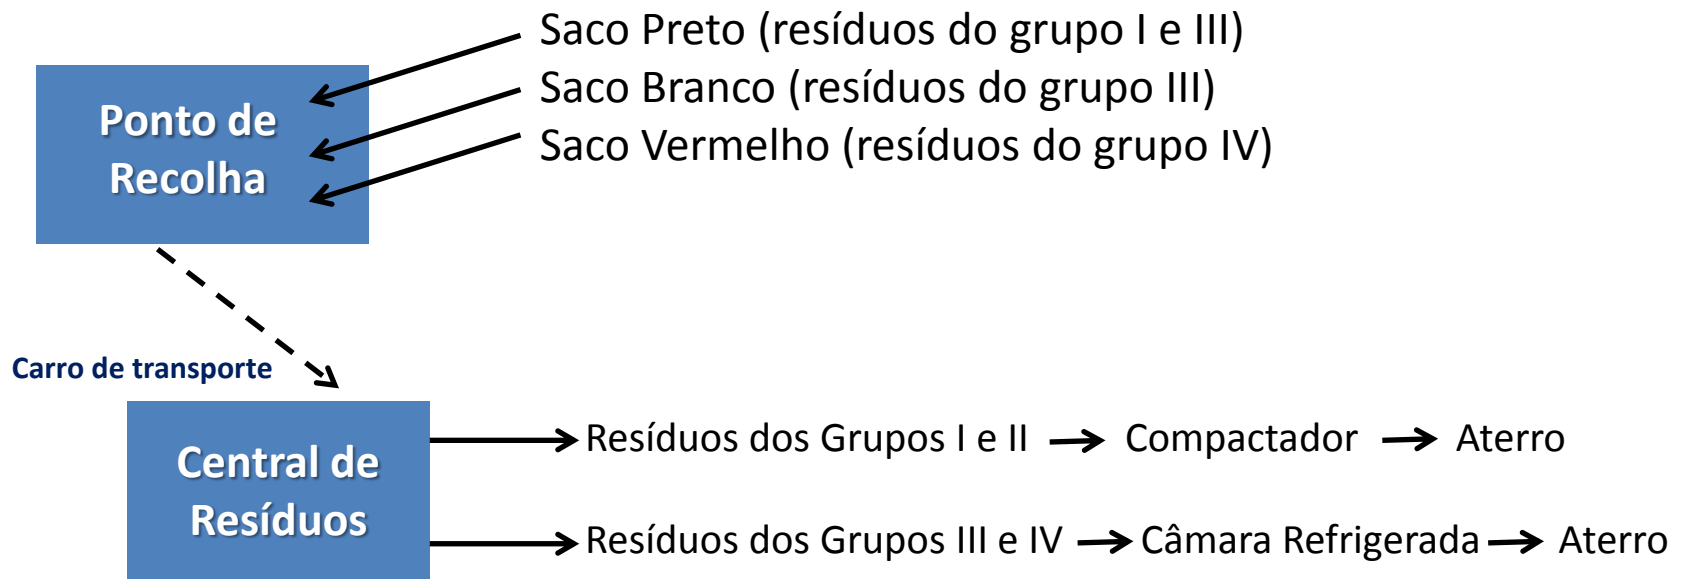 Saco Preto (resíduos do grupo I e III)
Saco Branco (resíduos do grupo III)
Saco Vermelho (resíduos do grupo IV)
Ponto de
Recolha
Carro de transporte
Central de
Resíduos
Resíduos dos Grupos I e II Compactador Aterro
Resíduos dos Grupos III e IV Câmara Refrigerada Aterro